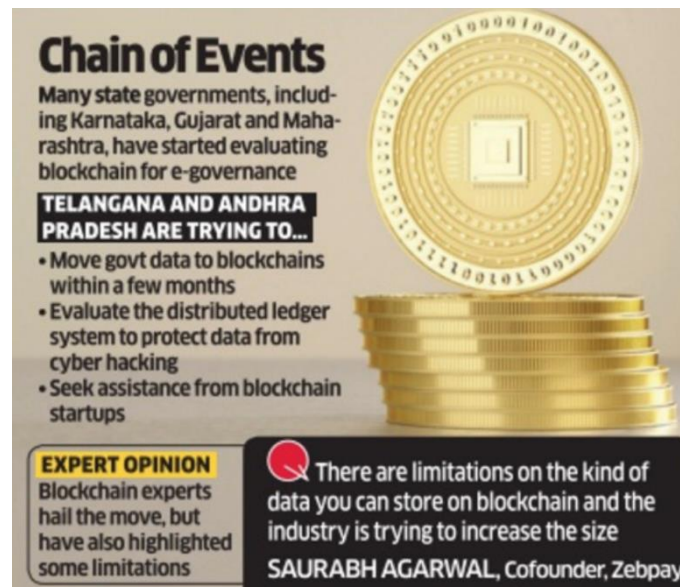 Chain of Events
Many state governments, includ-
ing Karnataka, Gujarat and Maha-
rashtra, have started evaluating
blockchain for e-governance
TELANGANA AND ANDHRA
PRADESH ARE TRYING TO...
• Move govt data to blockchains
within a few months
• Evaluate the distributed ledger
system to protect data from
cyber hacking
• Seek assistance from blockchain
startups
EXPERT OPINION
Blockchain experts
hail the move, but
have also highlighted
some limitations
There are limitations on the kind of
data you can store on blockchain and the
industry is trying to increase the size
SAURABH AGARWAL, Cofounder, Zebpay